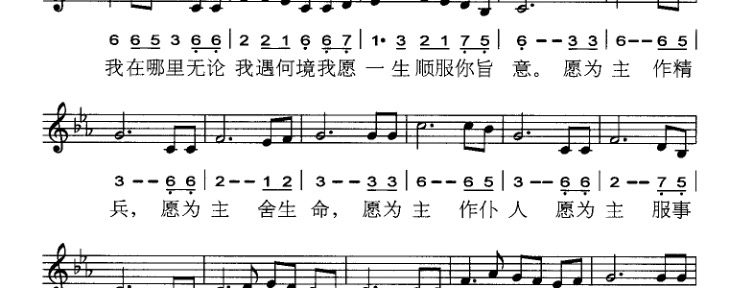 6 6 5 3 6 6 | 2 2 2 1 6 7 | 1· 3 2 1 7 5 | 6 - - 3 3 | 6 - - 6 5 |
我在哪里无论 我遇何境我愿 一生顺服你旨 意。愿为 主 作精
3 - - 6 6 | 2 - - 1 2 | 3 - - 3 3 | 6 - - 6 5 | 3 - - 6 6 | 2 - - 7 5 |
兵，愿为 主 舍生 命，愿为 主 作仆 人 愿为 主 服事